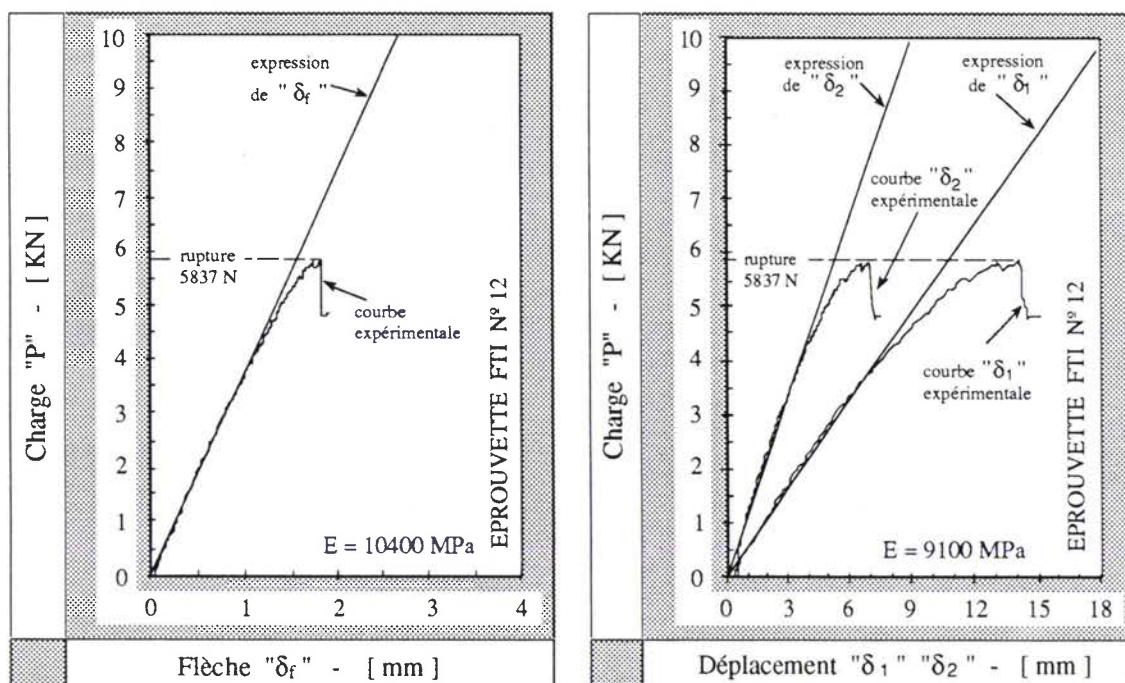 Charge "P" - [ KN ]
10
9
8
7
6
5
4
3
2
1
0
expression
de " δf "
rupture
5837 N
courbe
expérimentale
EPROUVETTE FTI Nº 12
E = 10400 MPa
0 1 2 3 4
Flèche "δf" - [ mm ]
Charge "P" - [ KN ]
10
9
8
7
6
5
4
3
2
1
0
expression
de " δ2 "
expression
de " δ1 "
courbe "δ2"
expérimentale
rupture
5837 N
courbe "δ1"
expérimentale
EPROUVETTE FTI Nº 12
E = 9100 MPa
0 3 6 9 12 15 18
Déplacement "δ1" "δ2" - [ mm ]